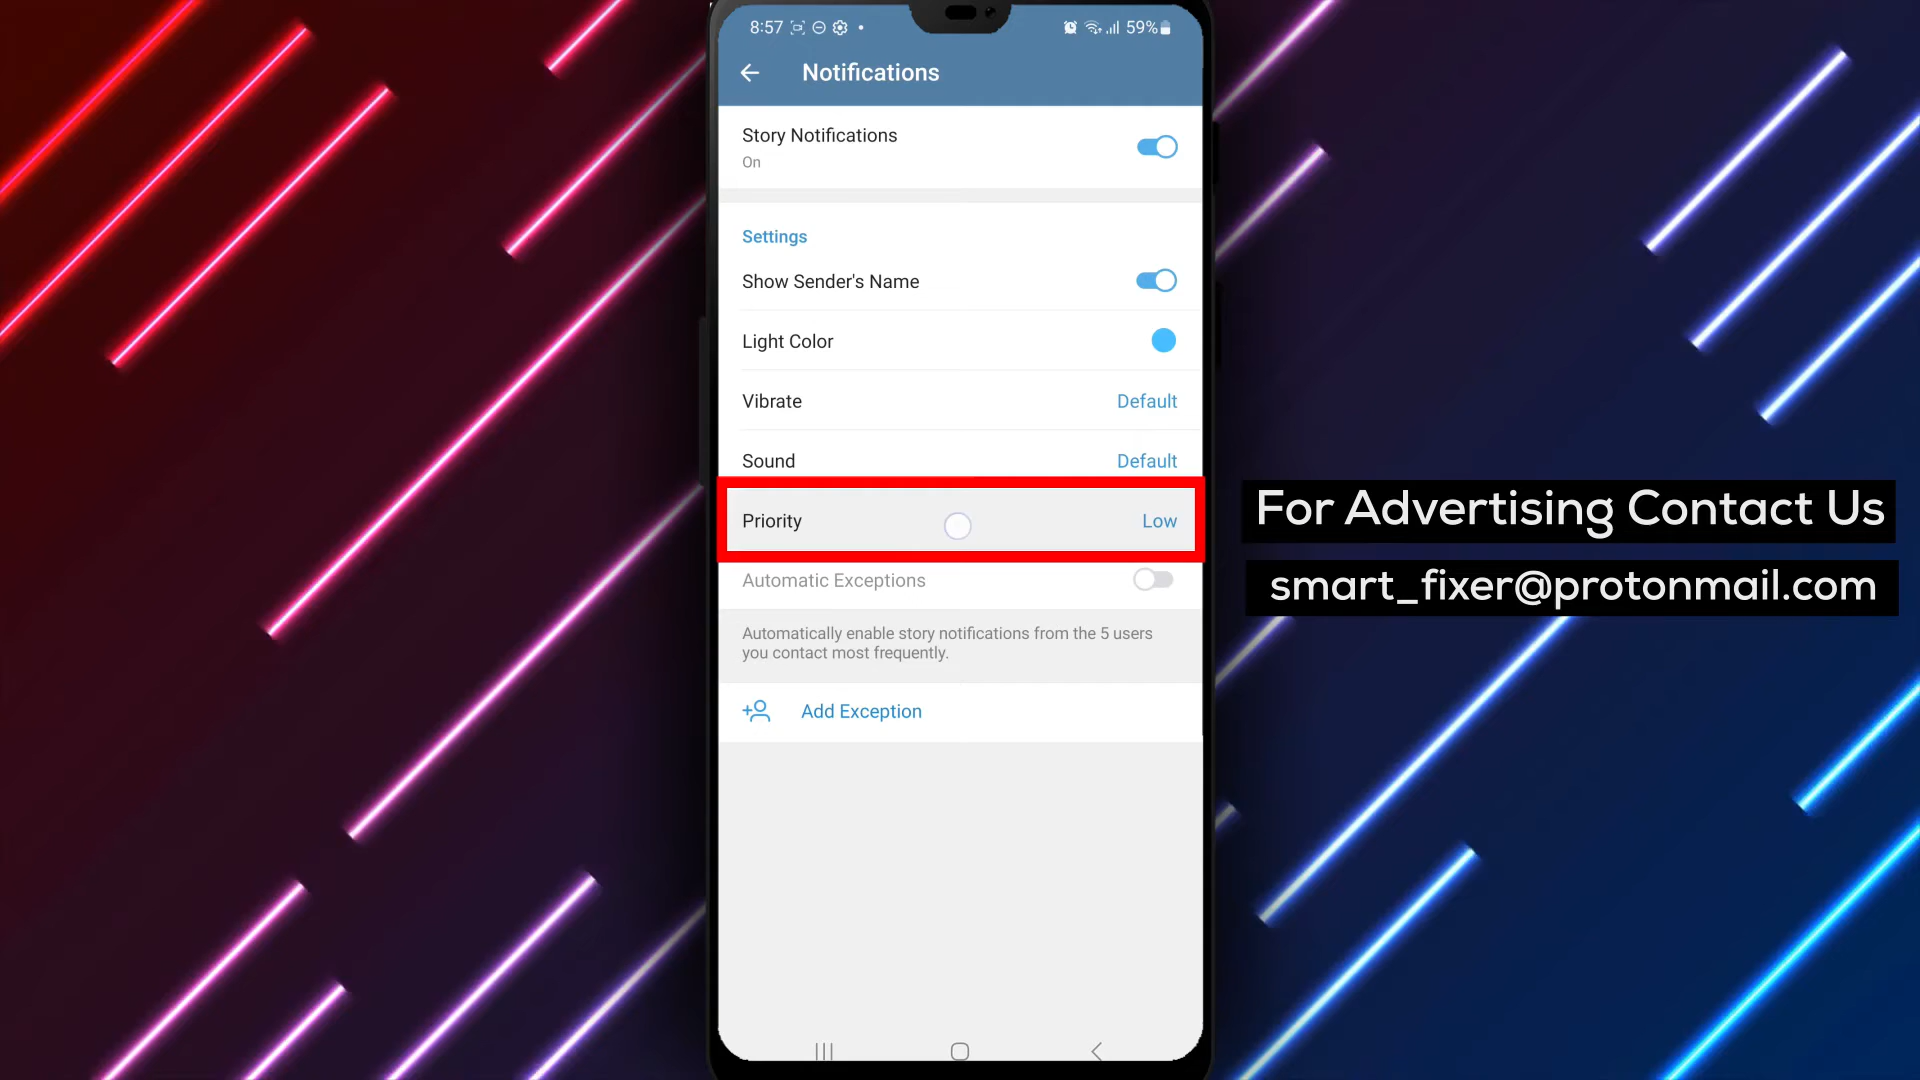 8:57
59%
Notifications
Story Notifications
On
Settings
Show Sender's Name
Light Color
Vibrate Default
Sound Default
Priority Low
Automatic Exceptions
Automatically enable story notifications from the 5 users
you contact most frequently.
Add Exception
For Advertising Contact Us
smart_fixer@protonmail.com